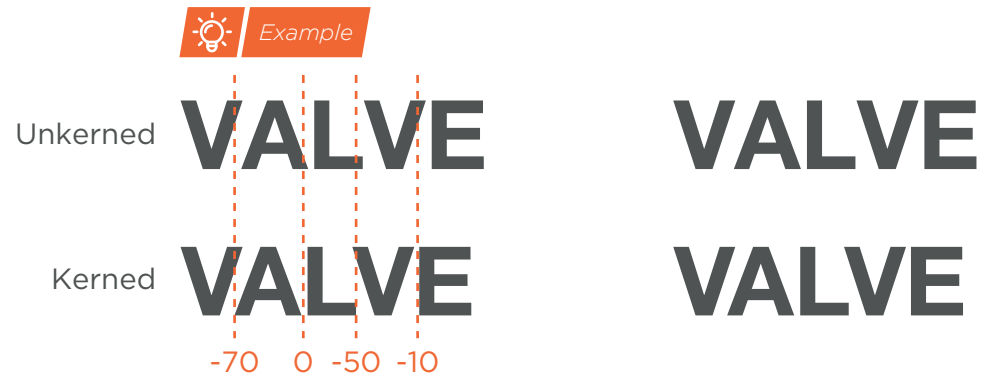 Example
Unkerned VALVE VALVE
Kerned VALVE VALVE
-70 0 -50 -10